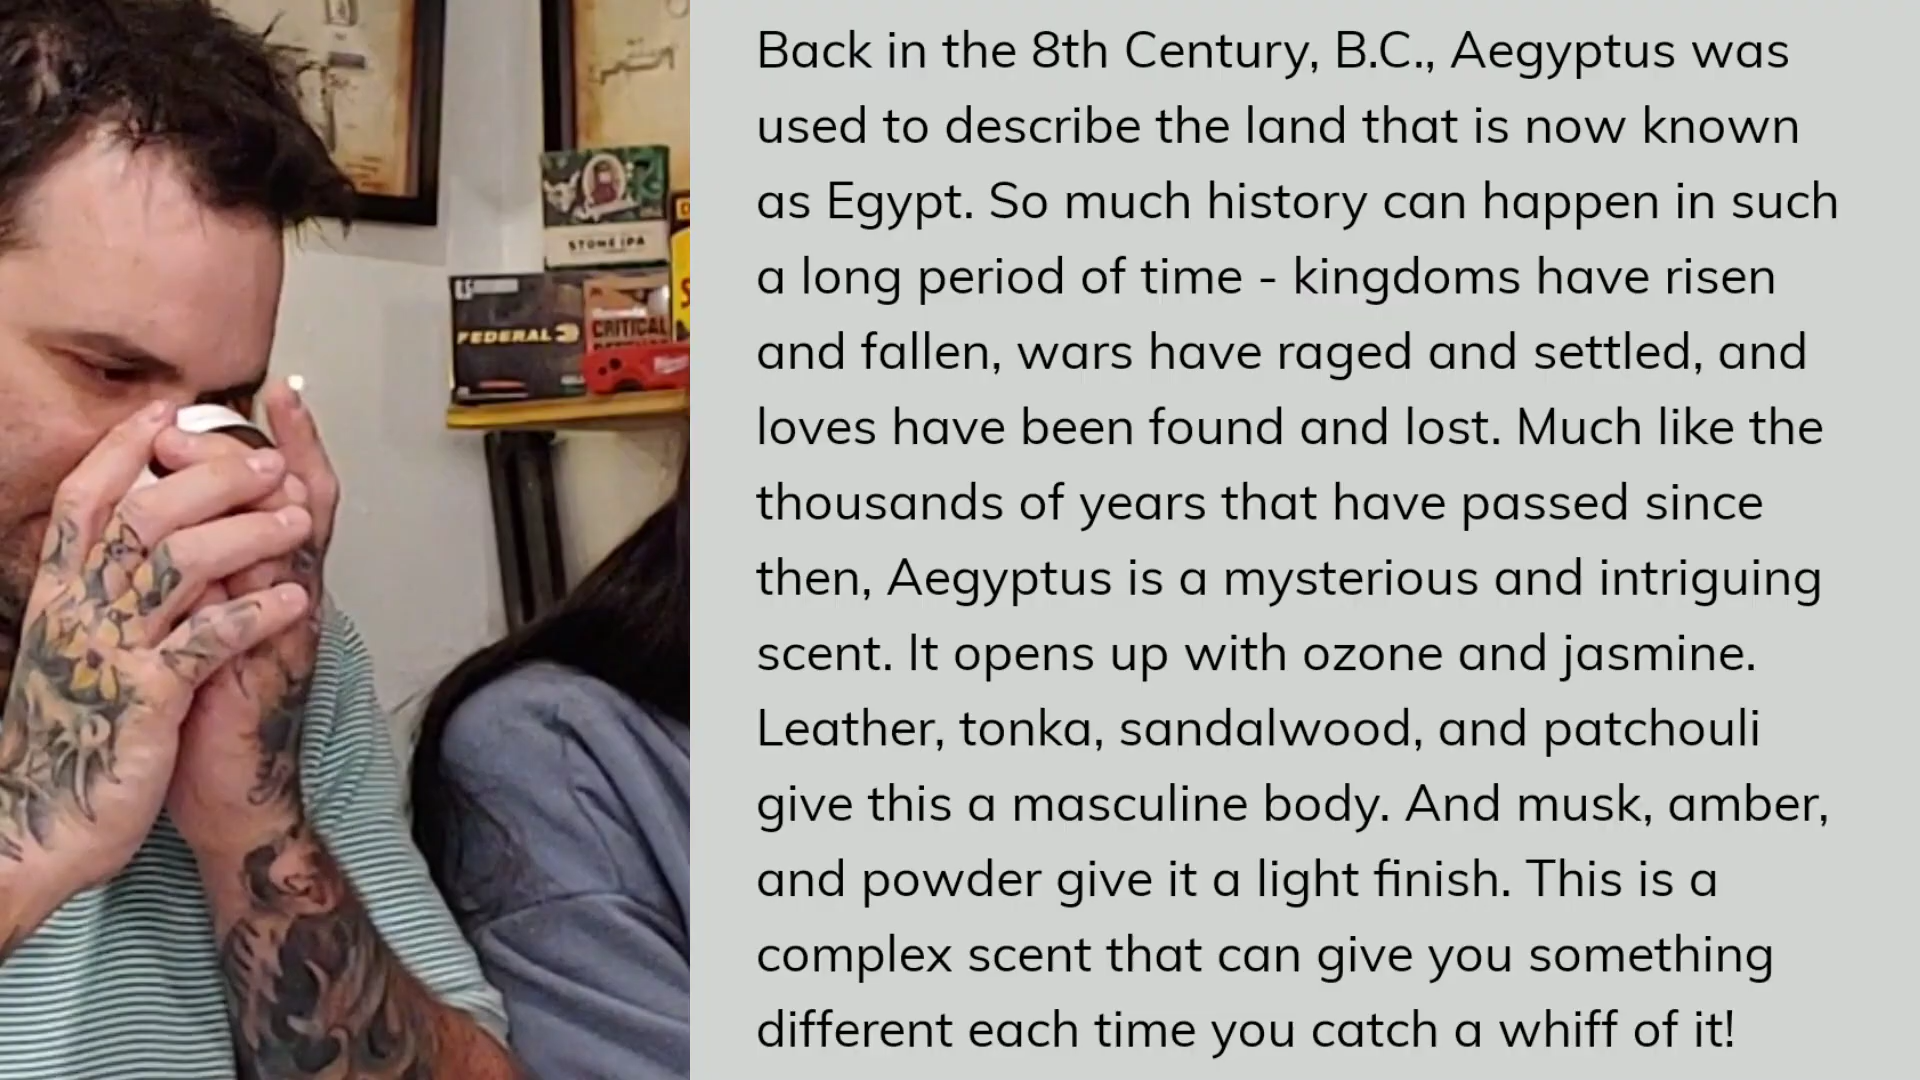 Back in the 8th Century, B.C., Aegyptus was
used to describe the land that is now known
as Egypt. So much history can happen in such
a long period of time - kingdoms have risen
and fallen, wars have raged and settled, and
loves have been found and lost. Much like the
thousands of years that have passed since
then, Aegyptus is a mysterious and intriguing
scent. It opens up with ozone and jasmine.
Leather, tonka, sandalwood, and patchouli
give this a masculine body. And musk, amber,
and powder give it a light finish. This is a
complex scent that can give you something
different each time you catch a whiff of it!
STONE IPA
FEDERAL
CRITICAL